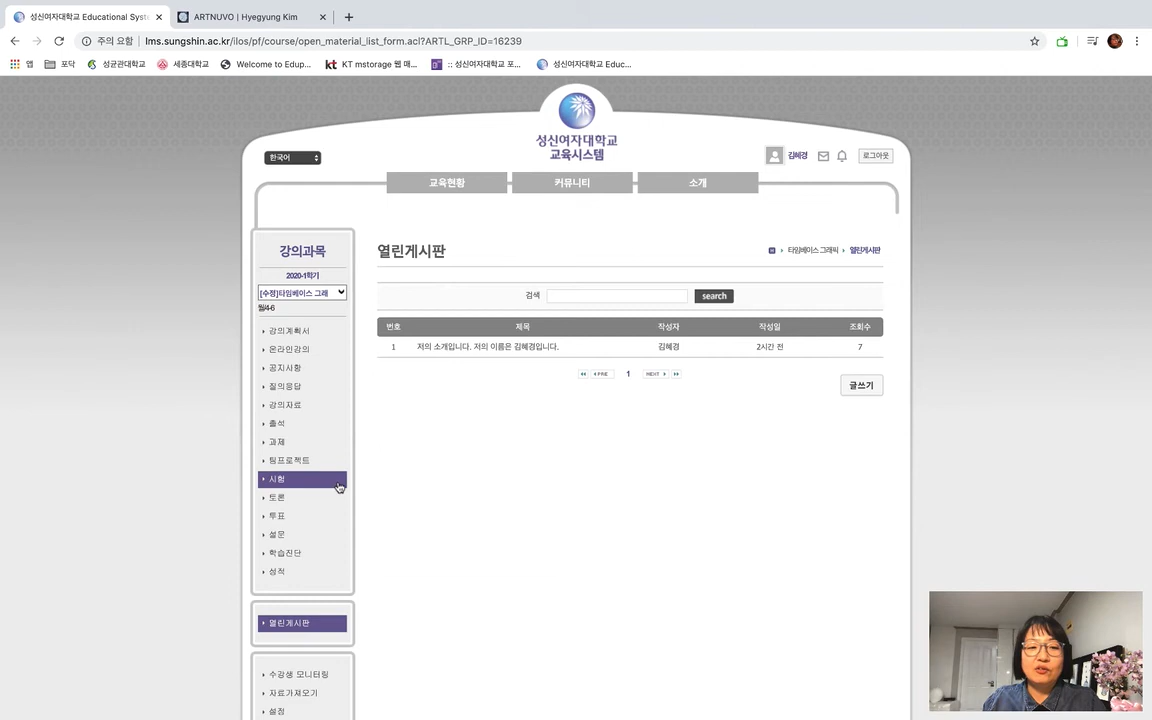 성신여자대학교 Educational Syste
ARTNUVO | Hyegyung Kim
주의 요함 | lms.sungshin.ac.kr/ilos/pf/course/open_material_list_form.acl?ARTL_GRP_ID=16239
앱 포닥 성균관대학교 세종대학교 Welcome to Edup... KT mstorage 웹 매... :: 성신여자대학교 포... 성신여자대학교 Educ...
성신여자대학교
교육시스템
한국어
김혜경 로그아웃
교육현황 커뮤니티 소개
강의과목
2020-1학기
[수정]타임베이스 그래
월4-6
강의계획서
온라인강의
공지사항
질의응답
강의자료
출석
과제
팀프로젝트
시험
토론
투표
설문
학습진단
성적
열린게시판
수강생 모니터링
자료가져오기
설정
열린게시판
타임베이스 그래픽 열린게시판
검색 search
번호 제목 작성자 작성일 조회수
1 저의 소개입니다. 저의 이름은 김혜경입니다. 김혜경 2시간 전 7
PRE 1 NEXT
글쓰기